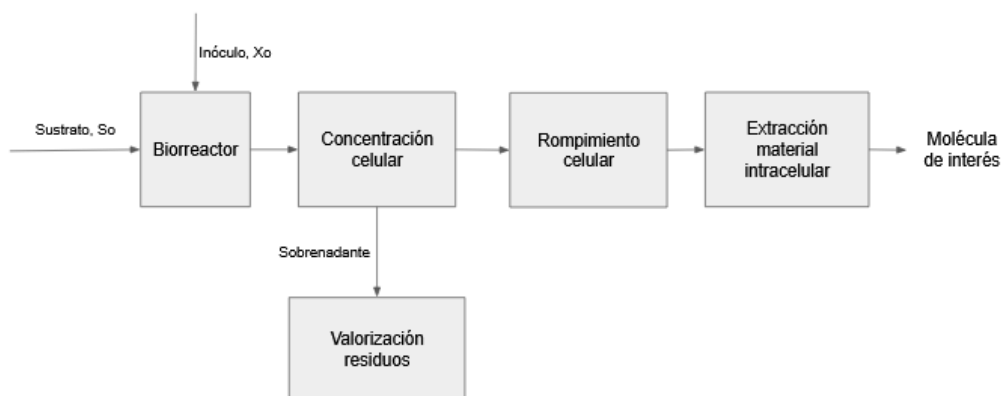 Inóculo, Xo
Sustrato, So
Biorreactor
Concentración
celular
Rompimiento
celular
Extracción
material
intracelular
Molécula
de interés
Sobrenadante
Valorización
residuos